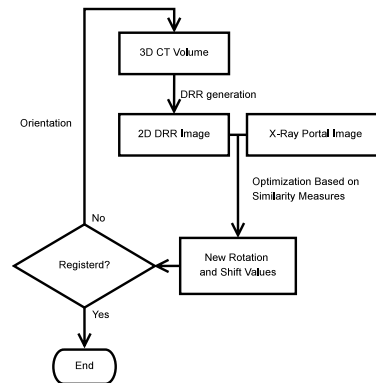 3D CT Volume
DRR generation
Orientation
2D DRR Image
X-Ray Portal Image
Optimization Based on
Similarity Measures
No
New Rotation
and Shift Values
Registerd?
Yes
End